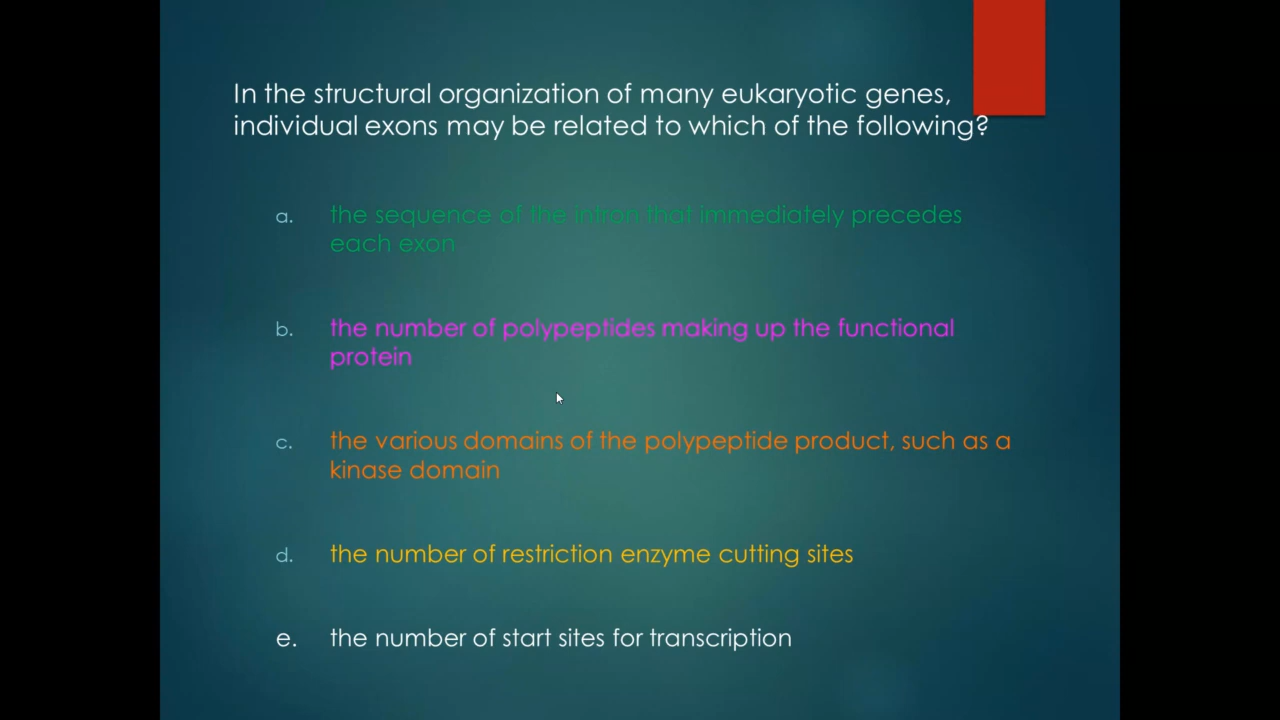 In the structural organization of many eukaryotic genes,
individual exons may be related to which of the following?
a. the sequence of the intron that immediately precedes
each exon
b. the number of polypeptides making up the functional
protein
c. the various domains of the polypeptide product, such as a
kinase domain
d. the number of restriction enzyme cutting sites
e. the number of start sites for transcription